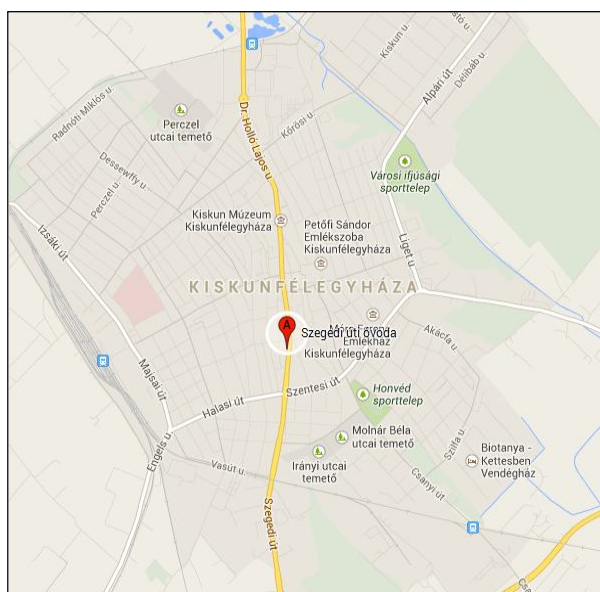 Kiskun u.
Délibáb u.
Alpári út
Radnóti Miklós u.
Perczel
utcai temető
Dr. Holló Lajos u.
Kőrösi u.
Dessewffy u.
Perczel u.
Városi ifjúsági
sporttelep
Izsáki út
Kiskun Múzeum
Kiskunfélegyháza
Petőfi Sándor
Emlékszoba
Kiskunfélegyháza
Liget u
KISKUNFÉLEGYHÁZA
A
Szegedi úti óvoda
Emlékház
Kiskunfélegyháza
Akácfa u.
Majsai út
Halasi út
Szentesi út
Honvéd
sporttelep
Engels u.
Molnár Béla
utcai temető
Szilfa u.
Vasút u.
Irányi utcai
temető
Biotanya -
Kettesben
Vendégház
Csanyi út
Szegedi út